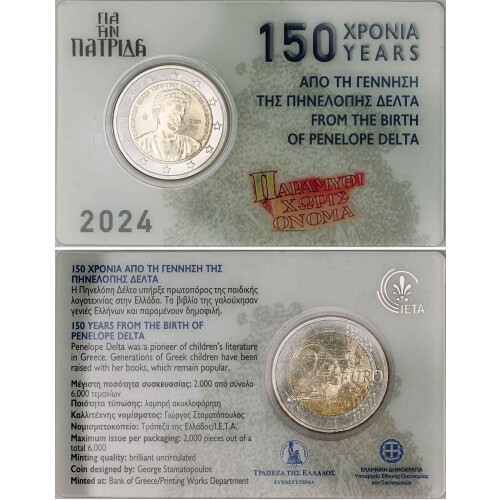 ΓΙΑ
ΤΗΝ
ΠΑΤΡΙΔΑ
150 ΧΡΟΝΙΑ
YEARS
ΑΠΟ ΤΗ ΓΕΝΝΗΣΗ
ΤΗΣ ΠΗΝΕΛΟΠΗΣ ΔΕΛΤΑ
FROM THE BIRTH
OF PENELOPE DELTA
ΠΑΡΑΜΥΘΙ
ΧΩΡΙΣ
ΟΝΟΜΑ
2024
150 ΧΡΟΝΙΑ ΑΠΟ ΤΗ ΓΕΝΝΗΣΗ ΤΗΣ
ΠΗΝΕΛΟΠΗΣ ΔΕΛΤΑ
Η Πηνελόπη Δέλτα υπήρξε πρωτοπόρος της παιδικής
λογοτεχνίας στην Ελλάδα. Τα βιβλία της γαλούχησαν
γενιές Ελλήνων και παραμένουν δημοφιλή.
150 YEARS FROM THE BIRTH OF
PENELOPE DELTA
Penelope Delta was a pioneer of children's literature
in Greece. Generations of Greek children have been
raised with her books, which remain popular.
Μέγιστη ποσότητα συσκευασίας: 2.000 από σύνολο
6.000 τεμαχίων
Ποιότητα τύπωσης: λαμπρή ακυκλοφόρητη
Καλλιτέχνης νομίσματος: Γιώργος Σταματόπουλος
Νομισματοκοπείο: Τράπεζα της Ελλάδος/Ι.Ε.Τ.Α.
Maximum issue per packaging: 2,000 pieces out of a
total 6,000
Minting quality: brilliant uncirculated
Coin designed by: George Stamatopoulos
Minted at: Bank of Greece/Printing Works Department
ΙΕΤΑ
2 EURO
ΤΡΑΠΕΖΑ ΤΗΣ ΕΛΛΑΔΟΣ
ΕΥΡΩΣΥΣΤΗΜΑ
ΕΛΛΗΝΙΚΗ ΔΗΜΟΚΡΑΤΙΑ
Υπουργείο Εθνικής Οικονομίας
και Οικονομικών